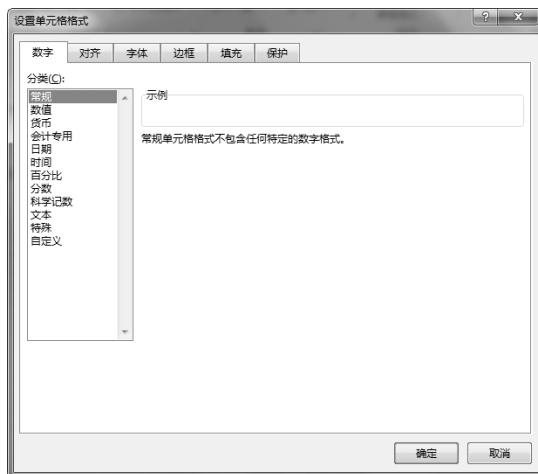 设置单元格格式
数字 对齐 字体 边框 填充 保护
分类(C):
常规
数值
货币
会计专用
日期
时间
百分比
分数
科学记数
文本
特殊
自定义
示例
常规单元格格式不包含任何特定的数字格式。
确定 取消